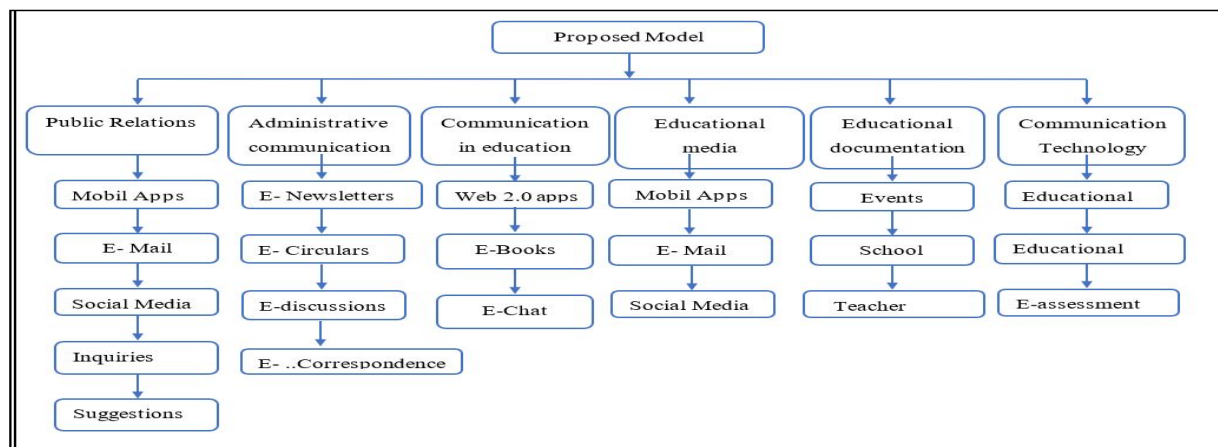 Proposed Model
Public Relations
Administrative
communication
Communication
in education
Educational
media
Educational
documentation
Communication
Technology
Mobil Apps
E- Newsletters
Web 2.0 apps
Mobil Apps
Events
Educational
E- Mail
E- Circulars
E-Books
E- Mail
School
Educational
Social Media
E-discussions
E-Chat
Social Media
Teacher
E-assessment
Inquiries
E- ..Correspondence
Suggestions